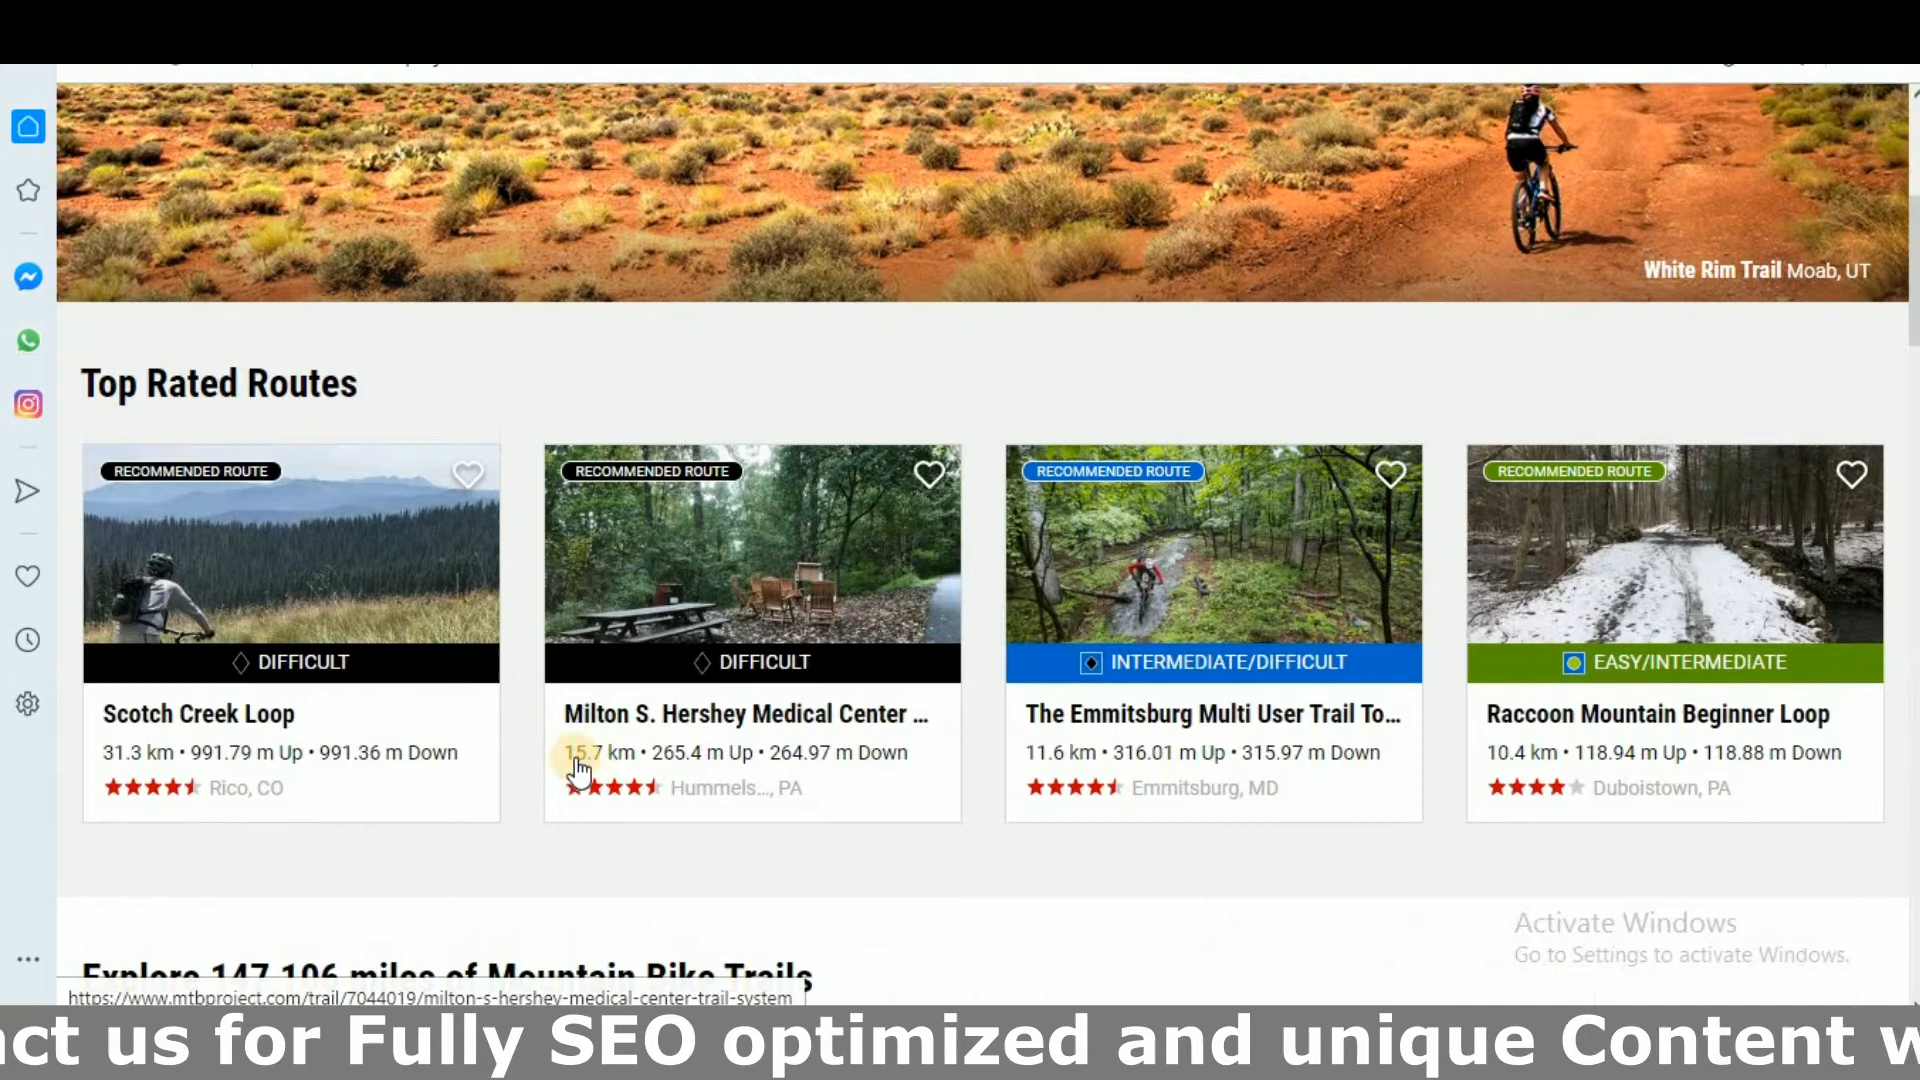 White Rim Trail Moab, UT
Top Rated Routes
RECOMMENDED ROUTE
DIFFICULT
Scotch Creek Loop
31.3 km • 991.79 m Up • 991.36 m Down
Rico, CO
RECOMMENDED ROUTE
DIFFICULT
Milton S. Hershey Medical Center ...
15.7 km • 265.4 m Up • 264.97 m Down
Hummels..., PA
RECOMMENDED ROUTE
INTERMEDIATE/DIFFICULT
The Emmitsburg Multi User Trail To...
11.6 km • 316.01 m Up • 315.97 m Down
Emmitsburg, MD
RECOMMENDED ROUTE
EASY/INTERMEDIATE
Raccoon Mountain Beginner Loop
10.4 km • 118.94 m Up • 118.88 m Down
Duboistown, PA
Explore 147,106 miles of Mountain Bike Trails
Activate Windows
Go to Settings to activate Windows.
https://www.mtbproject.com/trail/7044019/milton-s-hershey-medical-center-trail-system
act us for Fully SEO optimized and unique Content w